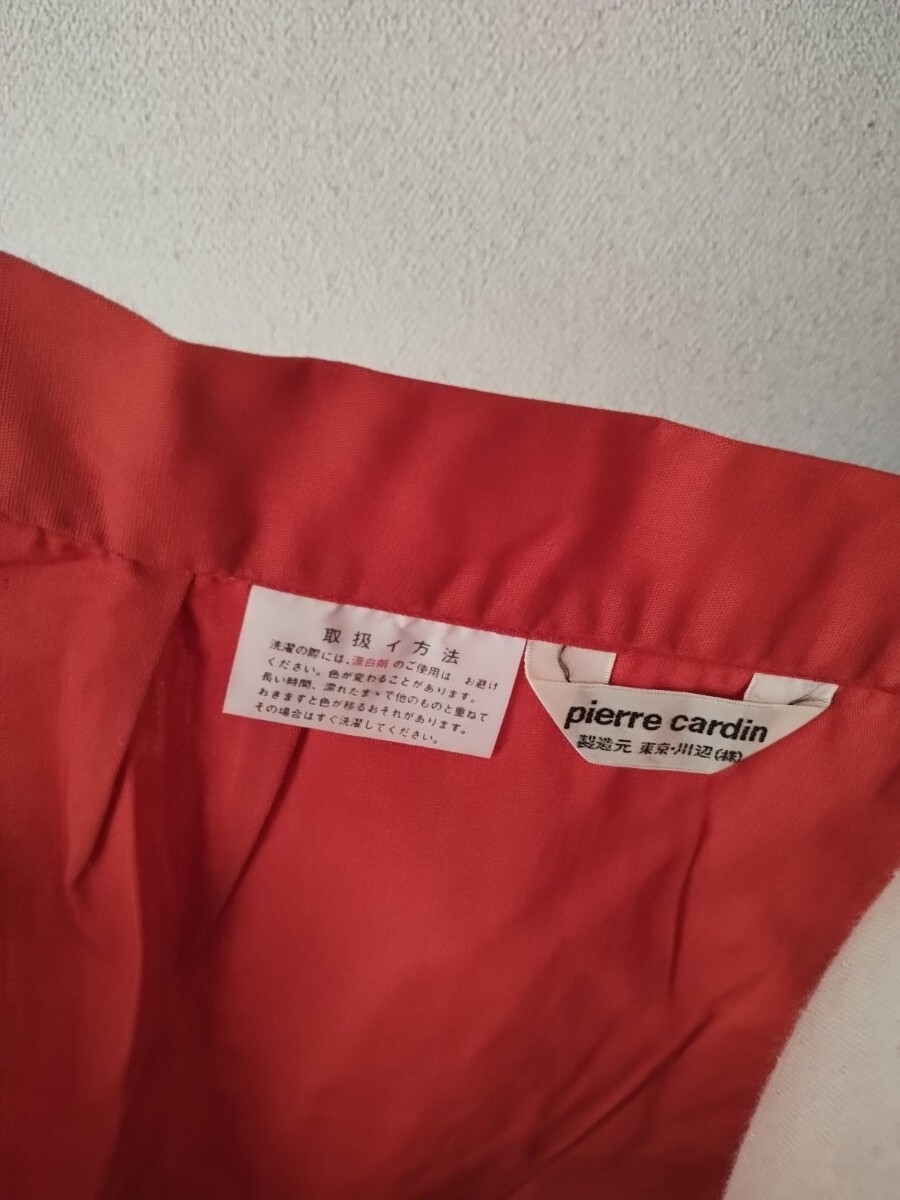 取扱イ方法
洗濯の際には、漂白剤のご使用は お避け
ください。色が変わることがあります。
長い時間、濡れたまゝで他のものと重ねて
おきますと色が移るおそれがあります。
その場合はすぐ洗濯してください。
pierre cardin
製造元 東京・川辺(株)